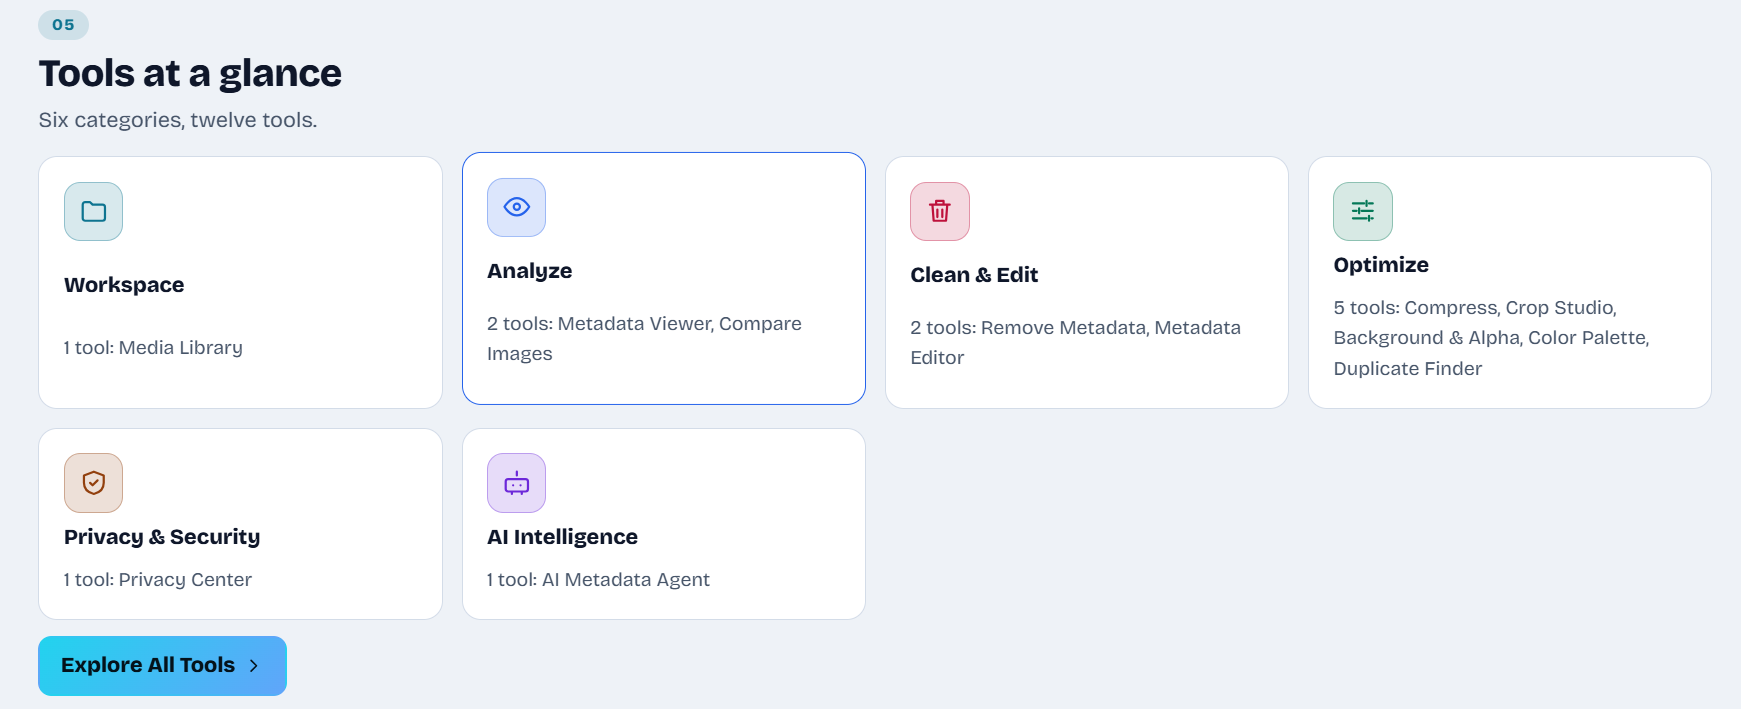 05
Tools at a glance
Six categories, twelve tools.
Workspace
1 tool: Media Library
Analyze
2 tools: Metadata Viewer, Compare
Images
Clean & Edit
2 tools: Remove Metadata, Metadata
Editor
Optimize
5 tools: Compress, Crop Studio,
Background & Alpha, Color Palette,
Duplicate Finder
Privacy & Security
1 tool: Privacy Center
AI Intelligence
1 tool: AI Metadata Agent
Explore All Tools